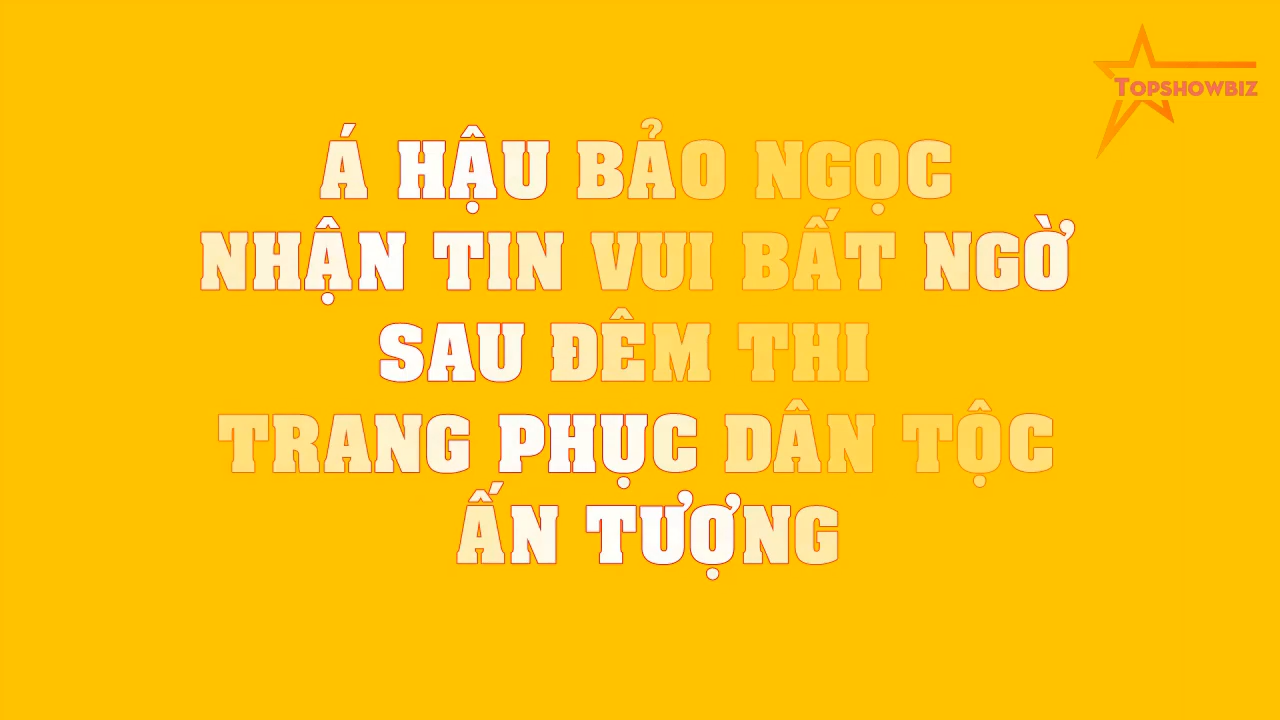 TOPSHOWBIZ
Á HẬU BẢO NGỌC
NHẬN TIN VUI BẤT NGỜ
SAU ĐÊM THI
TRANG PHỤC DÂN TỘC
ẤN TƯỢNG